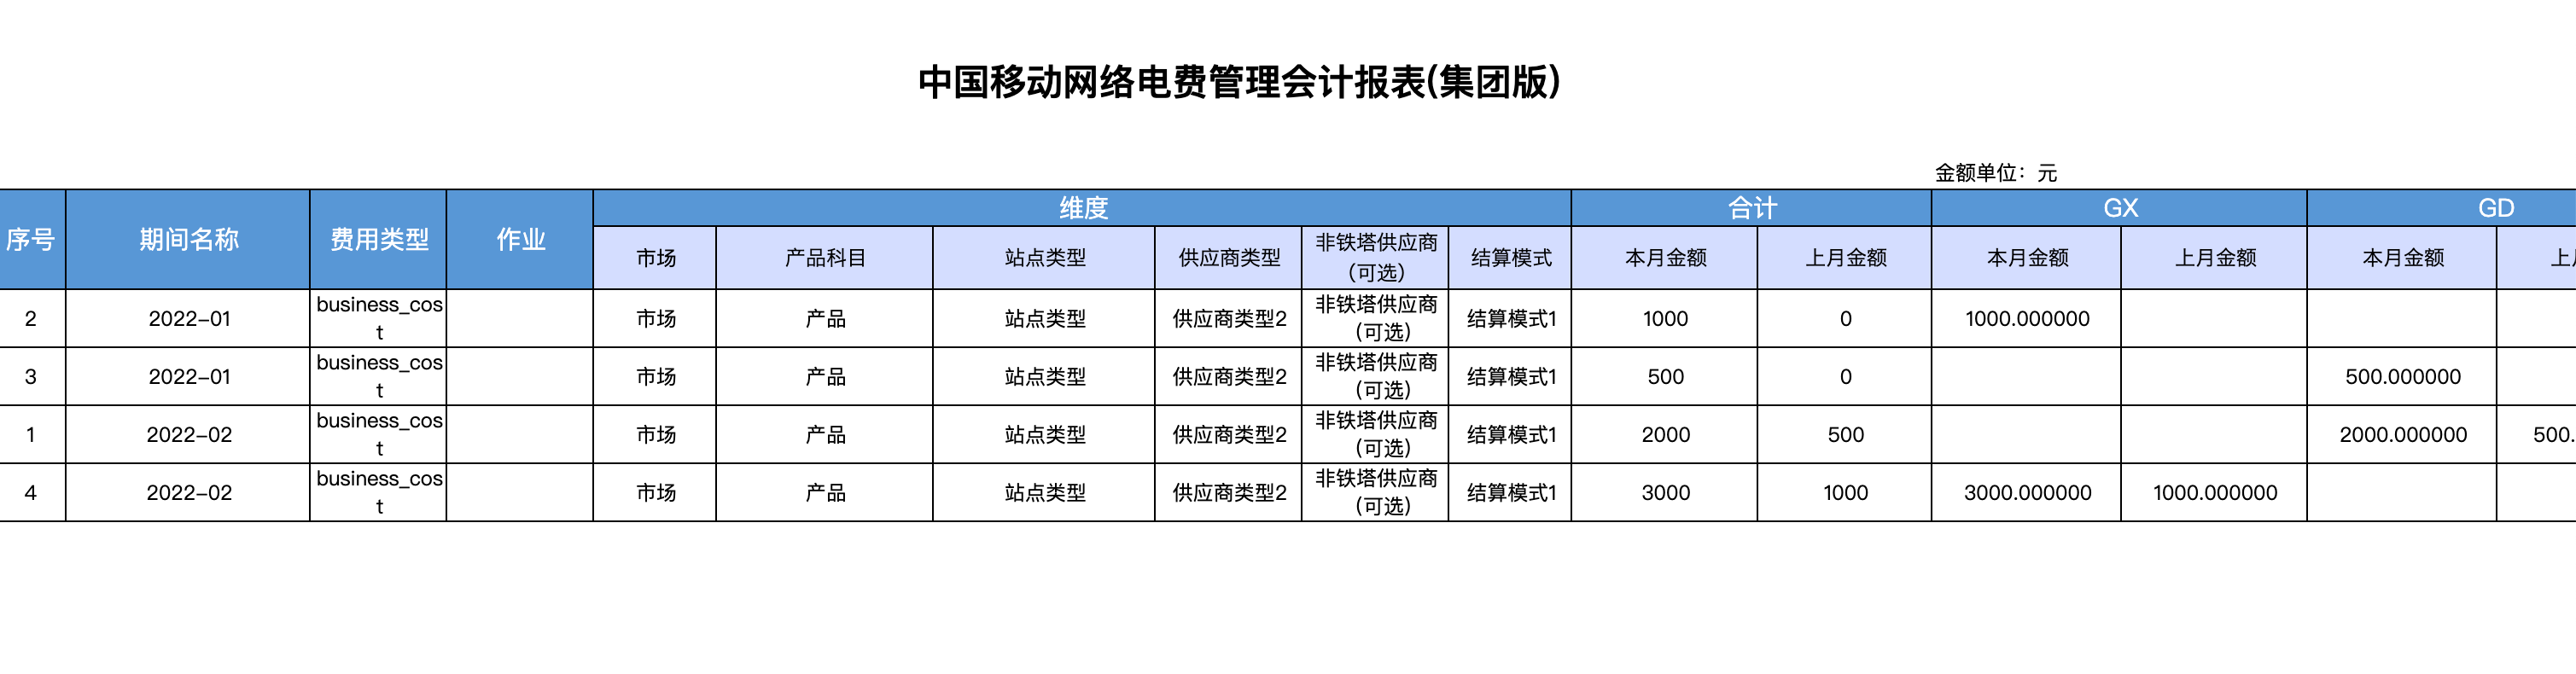 中国移动网络电费管理会计报表(集团版)
金额单位：元
序号 期间名称 费用类型 作业 维度 合计 GX GD
市场 产品科目 站点类型 供应商类型 非铁塔供应商（可选） 结算模式 本月金额 上月金额 本月金额 上月金额 本月金额 上
2 2022-01 business_cost 市场 产品 站点类型 供应商类型2 非铁塔供应商(可选) 结算模式1 1000 0 1000.000000
3 2022-01 business_cost 市场 产品 站点类型 供应商类型2 非铁塔供应商(可选) 结算模式1 500 0 500.000000
1 2022-02 business_cost 市场 产品 站点类型 供应商类型2 非铁塔供应商(可选) 结算模式1 2000 500 2000.000000 500.
4 2022-02 business_cost 市场 产品 站点类型 供应商类型2 非铁塔供应商(可选) 结算模式1 3000 1000 3000.000000 1000.000000